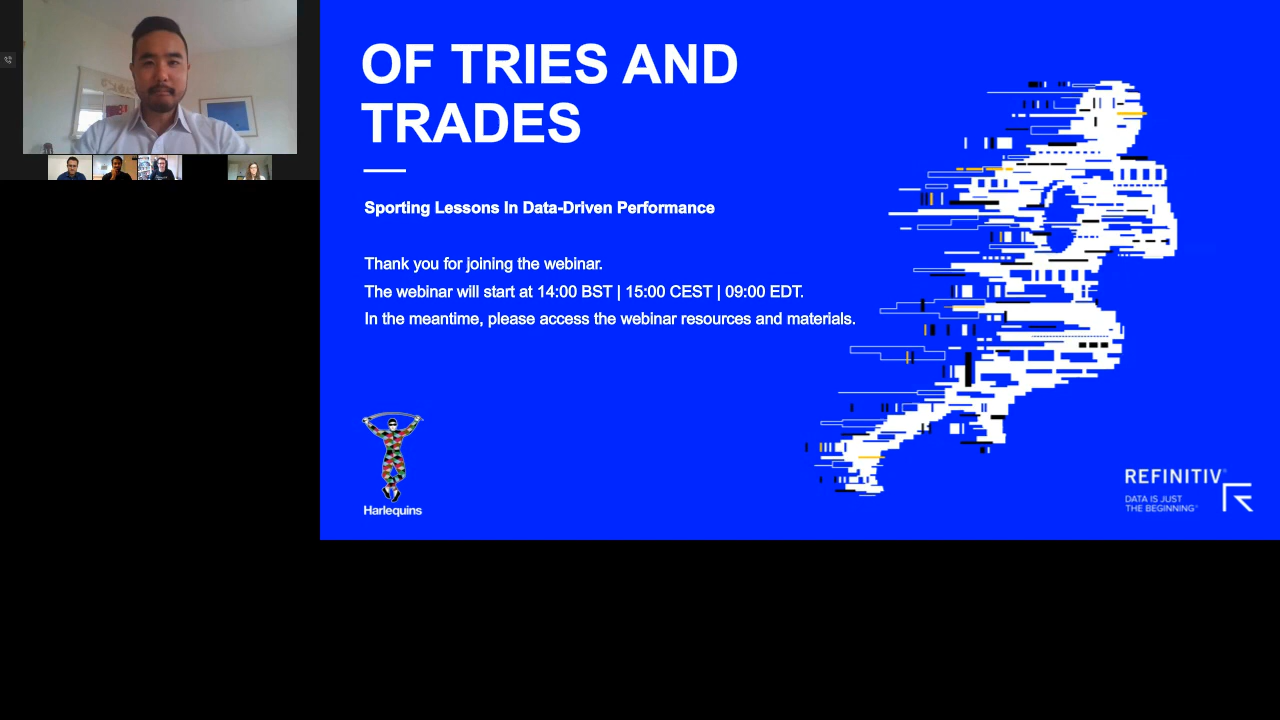 OF TRIES AND
TRADES
Sporting Lessons In Data-Driven Performance
Thank you for joining the webinar.
The webinar will start at 14:00 BST | 15:00 CEST | 09:00 EDT.
In the meantime, please access the webinar resources and materials.
Harlequins
REFINITIV
DATA IS JUST
THE BEGINNING